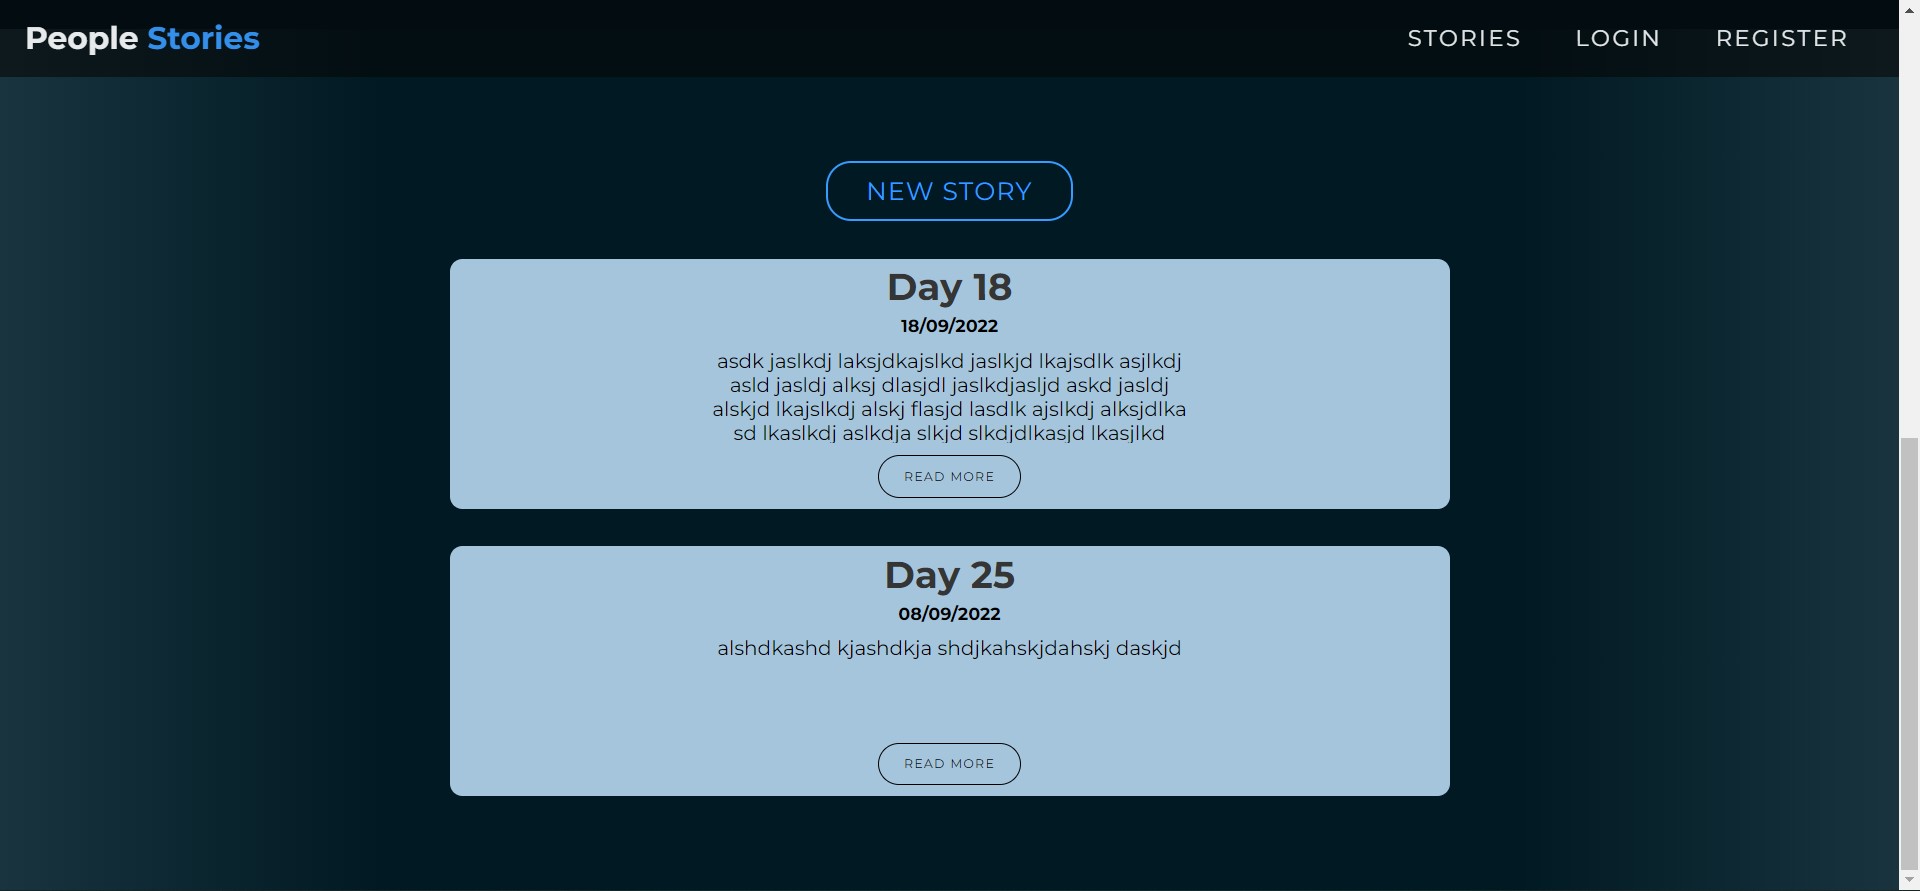 People Stories
STORIES LOGIN REGISTER
NEW STORY
Day 18
18/09/2022
asdk jaslkdj laksjdkajslkd jaslkjd lkajsdlk asjlkdj
asld jasldj alksj dlasjdl jaslkdjasljd askd jasldj
alskjd lkajslkdj alskj flasjd lasdlk ajslkdj alksjdlka
sd lkaslkdj aslkdja slkjd slkdjdlkasjd lkasjlkd
READ MORE
Day 25
08/09/2022
alshdkashd kjashdkja shdjkahskjdahskj daskjd
READ MORE